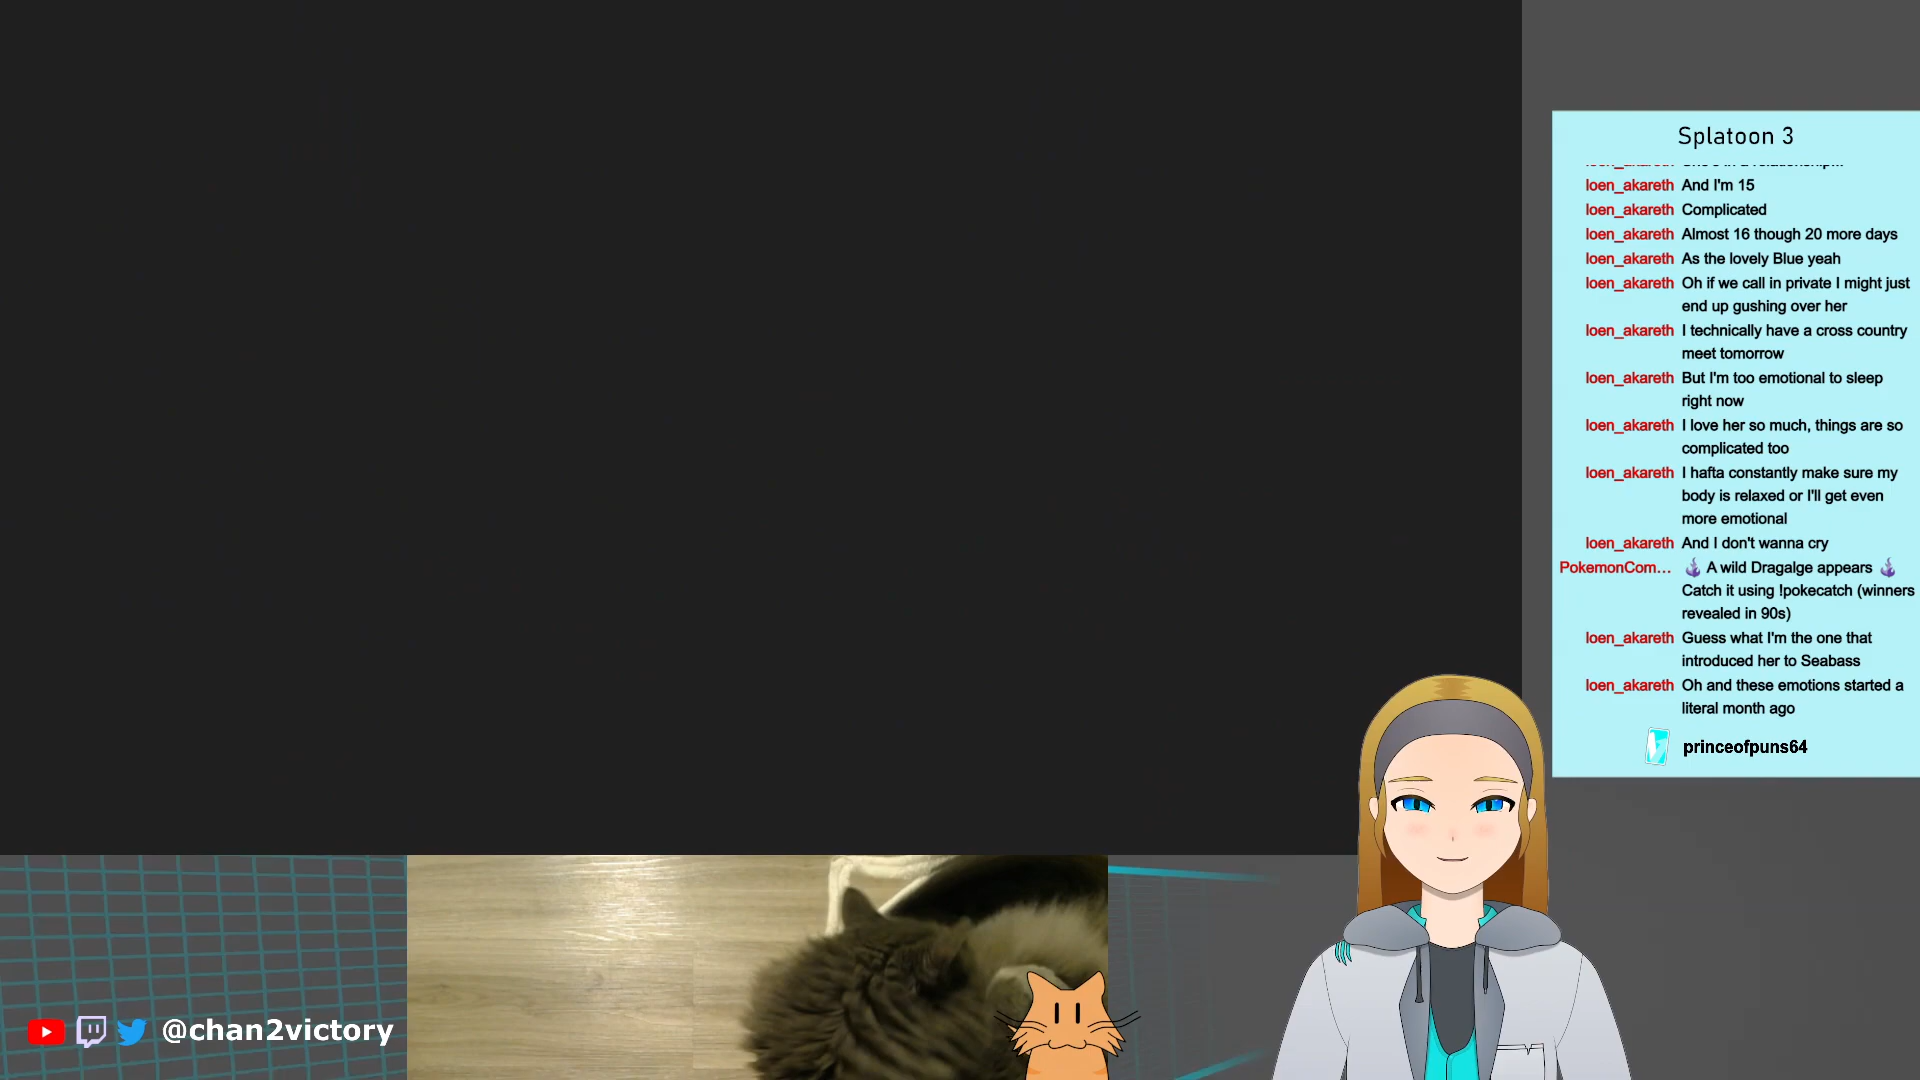 Splatoon 3
loen_akareth And I'm 15
loen_akareth Complicated
loen_akareth Almost 16 though 20 more days
loen_akareth As the lovely Blue yeah
loen_akareth Oh if we call in private I might just
end up gushing over her
loen_akareth I technically have a cross country
meet tomorrow
loen_akareth But I'm too emotional to sleep
right now
loen_akareth I love her so much, things are so
complicated too
loen_akareth I hafta constantly make sure my
body is relaxed or I'll get even
more emotional
loen_akareth And I don't wanna cry
PokemonCom... A wild Dragalge appears
Catch it using !pokecatch (winners
revealed in 90s)
loen_akareth Guess what I'm the one that
introduced her to Seabass
loen_akareth Oh and these emotions started a
literal month ago
princeofpuns64
@chan2victory